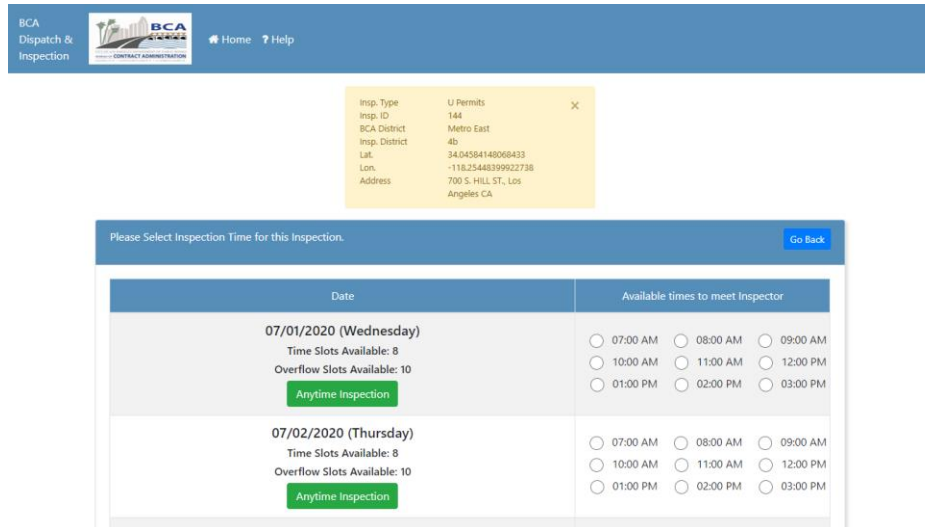 BCA
Dispatch &
Inspection
BCA
CONTRACT ADMINISTRATION
Home
? Help
Insp. Type U Permits ×
Insp. ID 144
BCA District Metro East
Insp. District 4b
Lat. 34.04584148068433
Lon. -118.25448399922738
Address 700 S. HILL ST., Los
Angeles CA
Please Select Inspection Time for this Inspection.
Go Back
Date
Available times to meet Inspector
07/01/2020 (Wednesday)
Time Slots Available: 8
Overflow Slots Available: 10
Anytime Inspection
07:00 AM 08:00 AM 09:00 AM
10:00 AM 11:00 AM 12:00 PM
01:00 PM 02:00 PM 03:00 PM
07/02/2020 (Thursday)
Time Slots Available: 8
Overflow Slots Available: 10
Anytime Inspection
07:00 AM 08:00 AM 09:00 AM
10:00 AM 11:00 AM 12:00 PM
01:00 PM 02:00 PM 03:00 PM